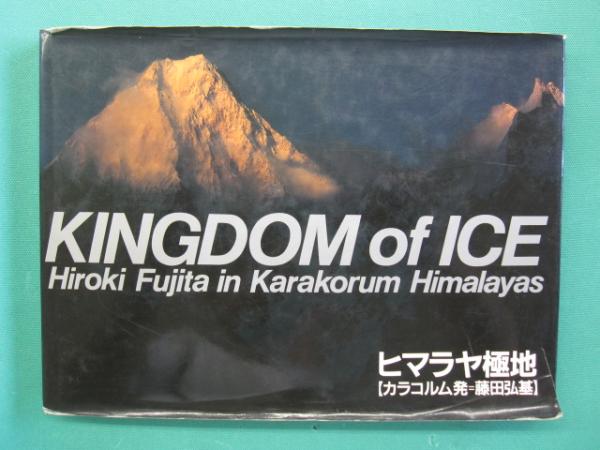 KINGDOM of ICE
Hiroki Fujita in Karakorum Himalayas
ヒマラヤ極地
[カラコルム発=藤田弘基]